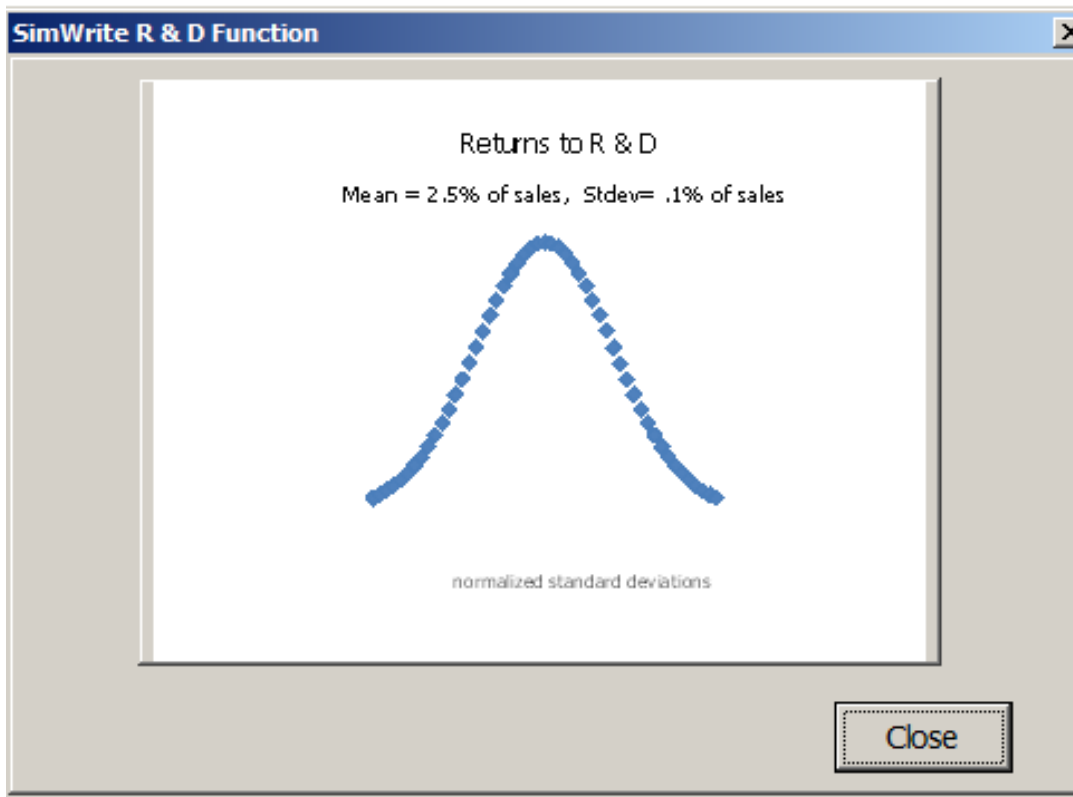 SimWrite R & D Function
Returns to R & D
Mean = 2.5% of sales, Stdev= .1% of sales
normalized standard deviations
Close